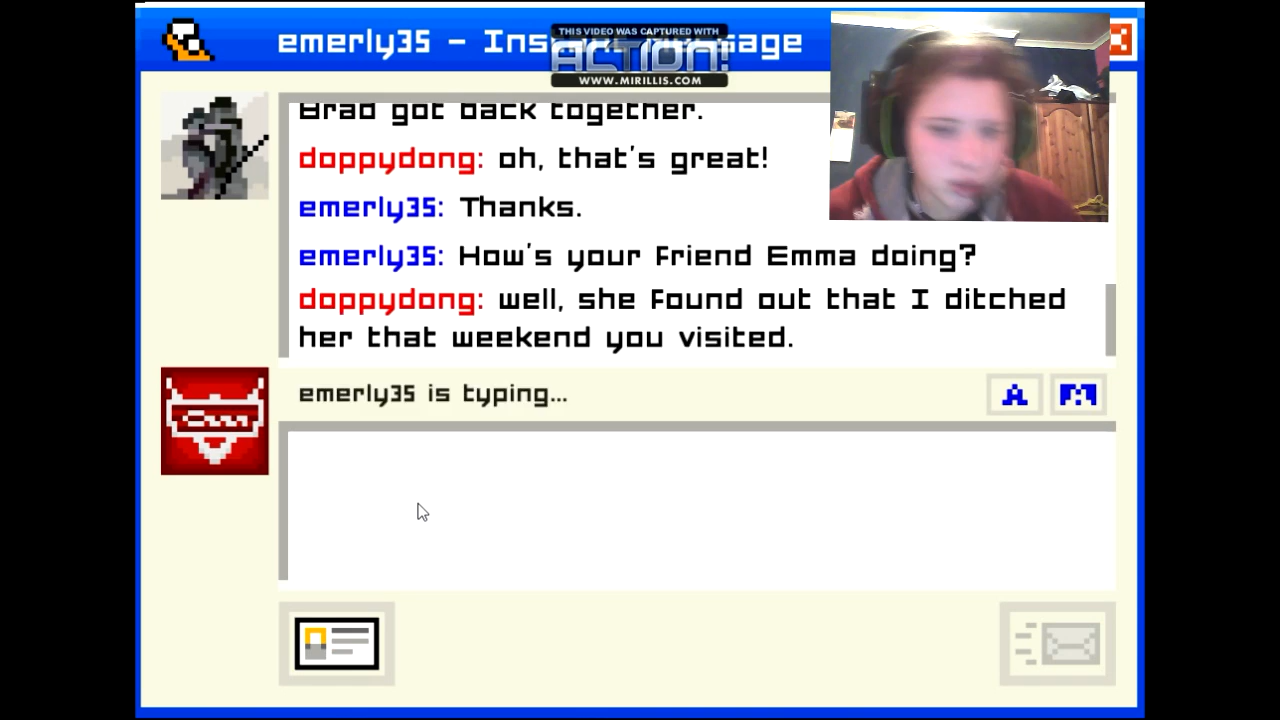 emerly35 - Ins
sage
THIS VIDEO WAS CAPTURED WITH
ACTION!
WWW.MIRILLIS.COM
Brad got back together.
doppydong: oh, that's great!
emerly35: Thanks.
emerly35: How's your friend Emma doing?
doppydong: well, she found out that I ditched
her that weekend you visited.
emerly35 is typing...
A